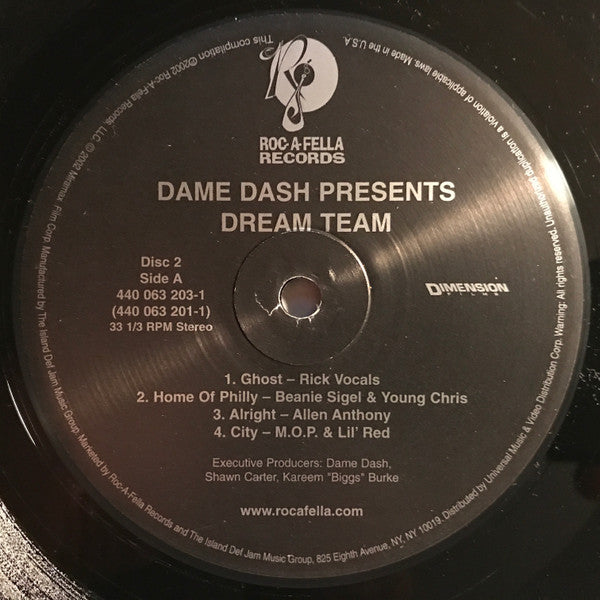 ROC·A·FELLA
RECORDS
DAME DASH PRESENTS
DREAM TEAM
Disc 2
Side A
440 063 203-1
(440 063 201-1)
33 1/3 RPM Stereo
DIMENSION
FILMS
1. Ghost – Rick Vocals
2. Home Of Philly – Beanie Sigel & Young Chris
3. Alright – Allen Anthony
4. City – M.O.P. & Lil' Red
Executive Producers: Dame Dash,
Shawn Carter, Kareem "Biggs" Burke
www.rocafella.com
This compilation ℗2002 Roc-A-Fella Records, LLC © 2002 Miramax Film Corp. Manufactured by The Island Def Jam Music Group. Marketed by Roc-A-Fella Records and The Island Def Jam Music Group, 825 Eighth Avenue, NY, NY 10019. Distributed by Universal Music & Video Distribution Corp. Warning: All rights reserved. Unauthorized duplication is a violation of applicable laws. Made in the U.S.A.